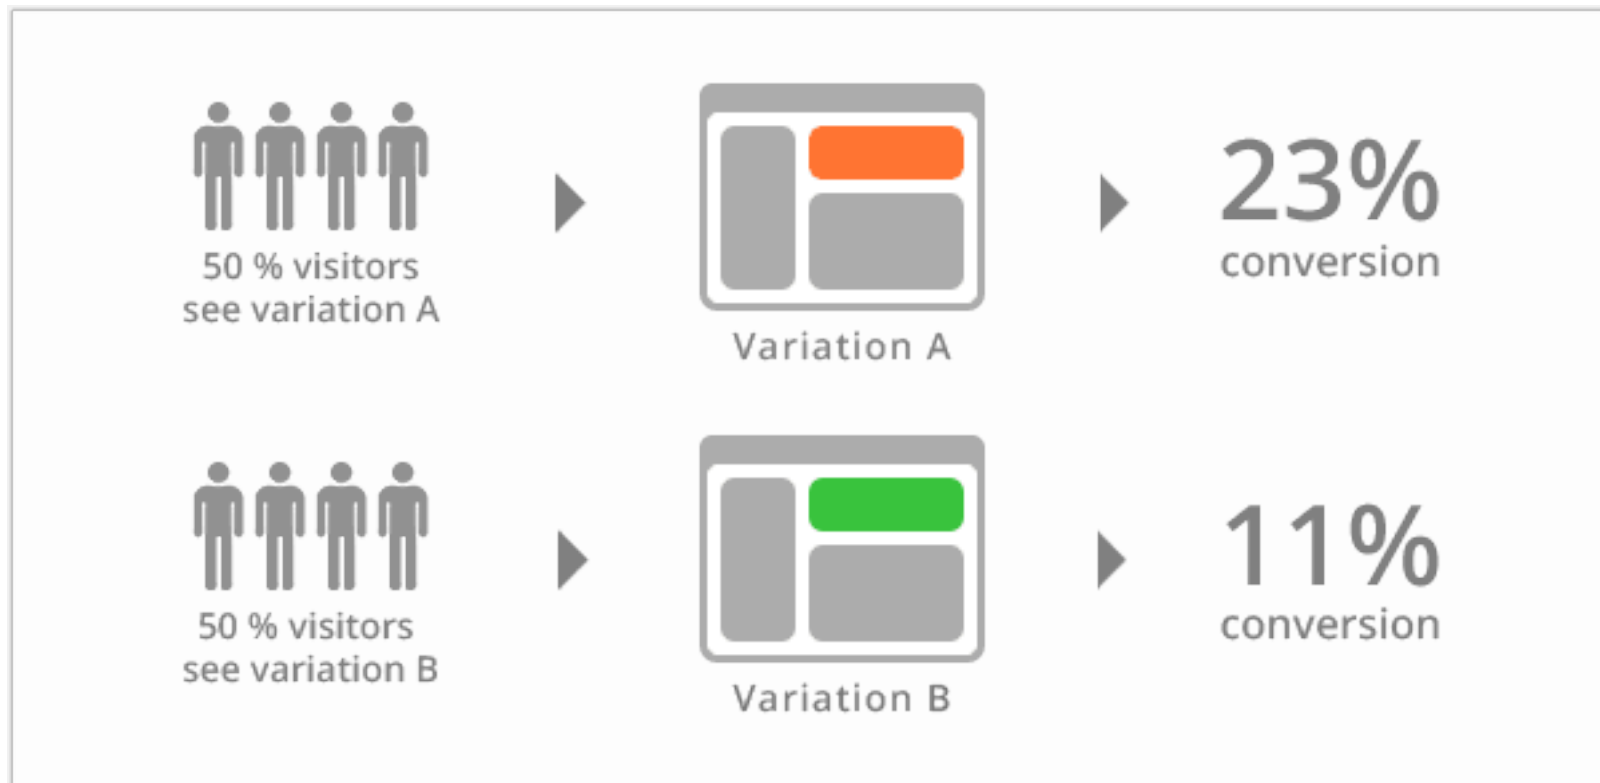 50 % visitors
see variation A
Variation A
23%
conversion
50 % visitors
see variation B
Variation B
11%
conversion